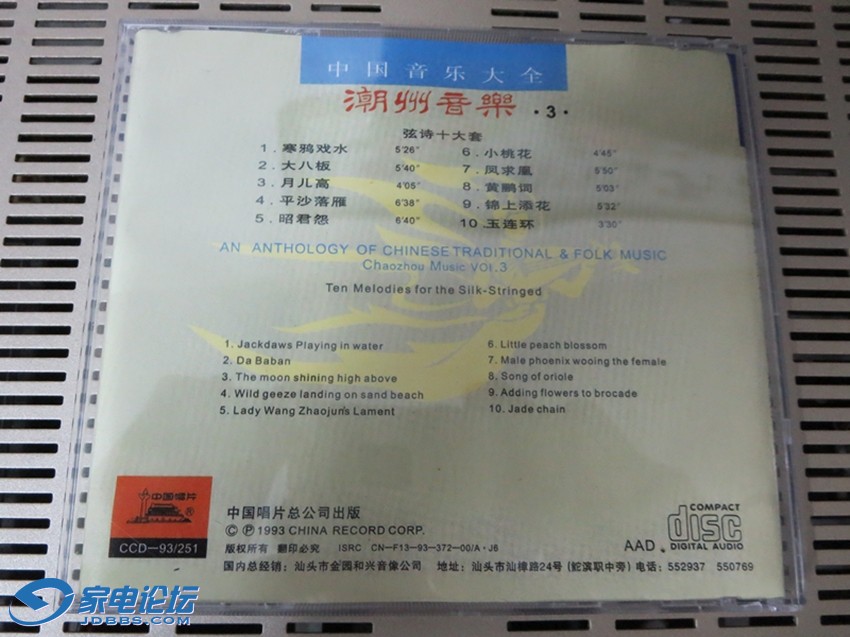 中国音乐大全
潮州音樂 ·3·
弦诗十大套
1．寒鸦戏水 5'26"
2．大八板 5'40"
3．月儿高 4'05"
4．平沙落雁 6'38"
5．昭君怨 6'40"
6．小桃花 4'45"
7．凤求凰 5'50"
8．黄鹂词 5'03"
9．锦上添花 5'32"
10．玉连环 3'30"
AN ANTHOLOGY OF CHINESE TRADITIONAL & FOLK MUSIC
Chaozhou Music VOl.3
Ten Melodies for the Silk-Stringed
1. Jackdaws Playing in water
2. Da Baban
3. The moon shining high above
4. Wild geeze landing on sand beach
5. Lady Wang Zhaojun's Lament
6. Little peach blossom
7. Male phoenix wooing the female
8. Song of oriole
9. Adding flowers to brocade
10. Jade chain
中国唱片®
CCD—93/251
中国唱片总公司出版
© ℗ 1993 CHINA RECORD CORP.
版权所有 翻印必究 ISRC CN—F13—93—372—00/A·J6
国内总经销：汕头市金园和兴音像公司 地址：汕头市汕樟路24号(鮀滨职中旁) 电话：552937 550769
AAD
COMPACT
disc
DIGITAL AUDIO
家电论坛
JDBBS.COM